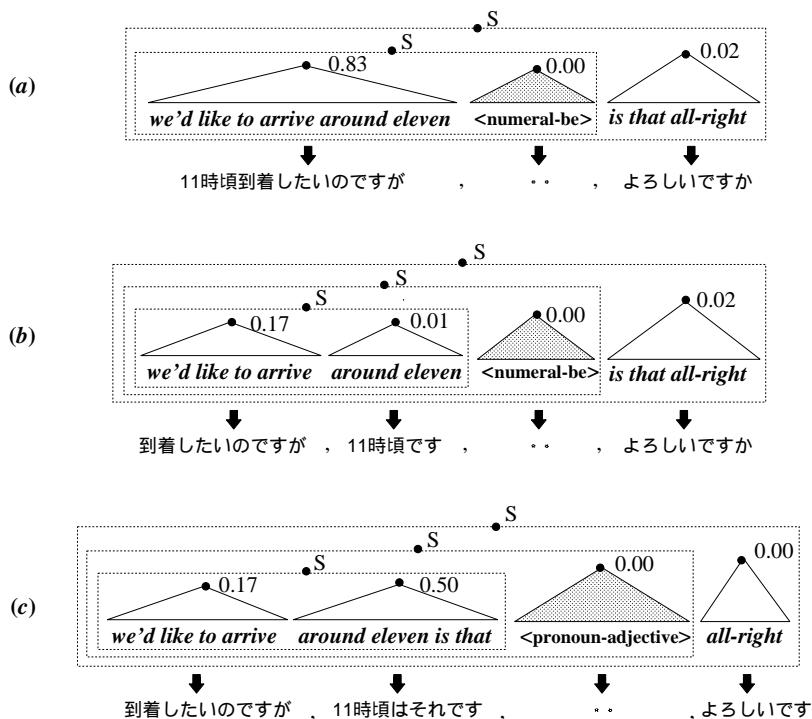 S
S
0.83 0.00 0.02
(a)
we'd like to arrive around eleven <numeral-be> is that all-right
11時頃到着したいのですが , ・・ , よろしいですか
S
S
S
0.17 0.01 0.00 0.02
(b)
we'd like to arrive around eleven <numeral-be> is that all-right
到着したいのですが , 11時頃です , ・・ , よろしいですか
S
S
S
0.17 0.50 0.00 0.00
(c)
we'd like to arrive around eleven is that <pronoun-adjective> all-right
到着したいのですが , 11時頃はそれです , ・・ , よろしいです